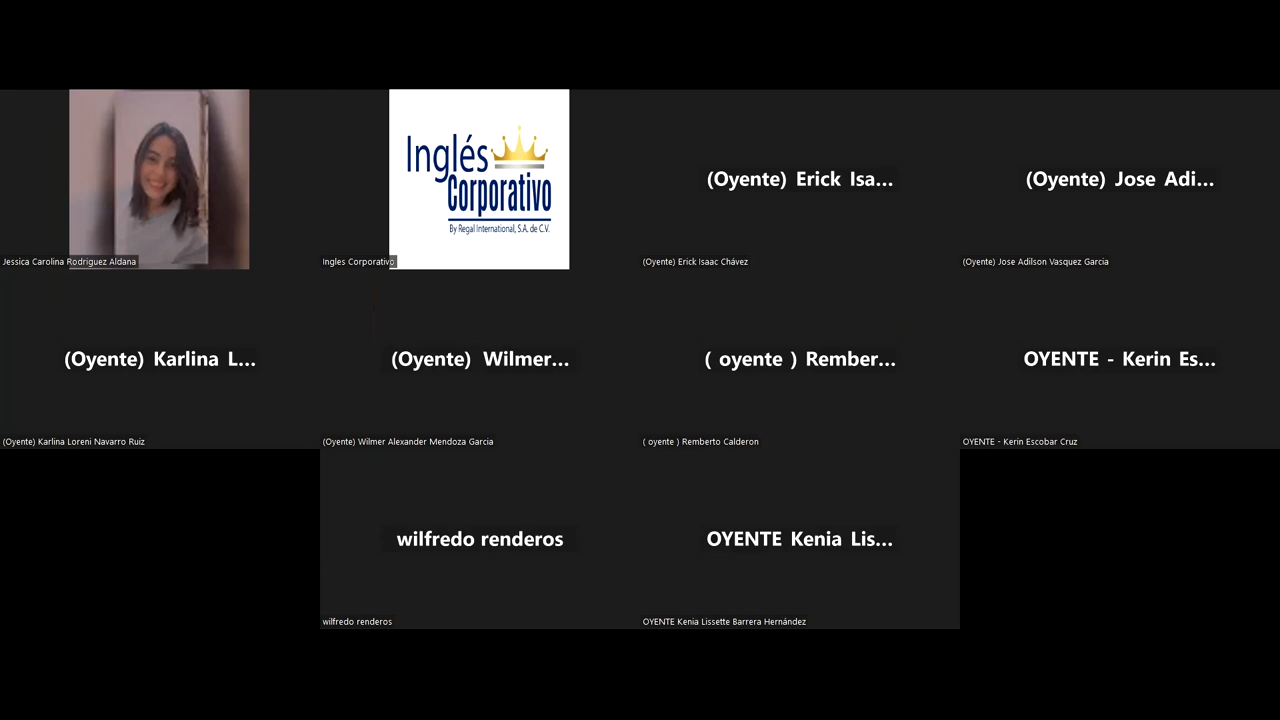 Inglés
Corporativo
By Regal International, S.A. de C.V.
(Oyente) Erick Isa...
(Oyente) Jose Adi...
Jessica Carolina Rodriguez Aldana
Ingles Corporativo
(Oyente) Erick Isaac Chávez
(Oyente) Jose Adilson Vasquez Garcia
(Oyente) Karlina L...
(Oyente) Wilmer...
( oyente ) Rember...
OYENTE - Kerin Es...
(Oyente) Karlina Loreni Navarro Ruiz
(Oyente) Wilmer Alexander Mendoza Garcia
( oyente ) Remberto Calderon
OYENTE - Kerin Escobar Cruz
wilfredo renderos
OYENTE Kenia Lis...
wilfredo renderos
OYENTE Kenia Lissette Barrera Hernández